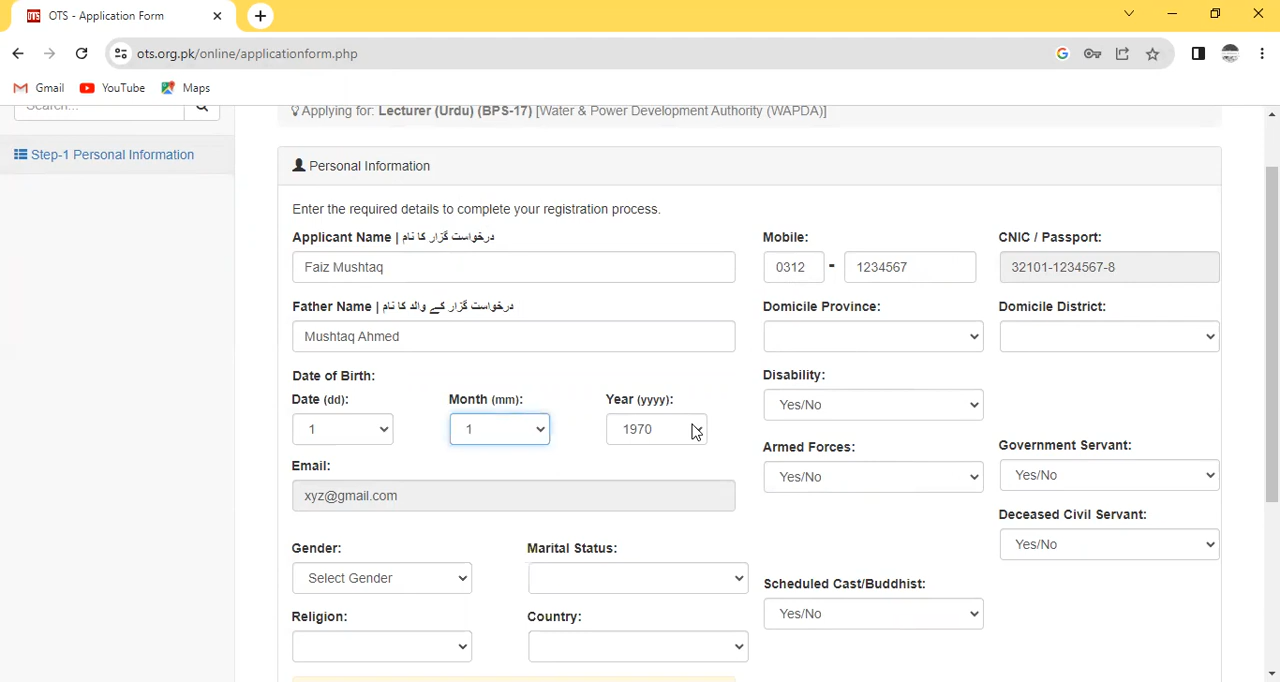 OTS - Application Form
ots.org.pk/online/applicationform.php
Gmail YouTube Maps
Search...
Applying for: Lecturer (Urdu) (BPS-17) [Water & Power Development Authority (WAPDA)]
Step-1 Personal Information
Personal Information
Enter the required details to complete your registration process.
Applicant Name | درخواست گزار کا نام
Mobile:
CNIC / Passport:
Faiz Mushtaq
0312 - 1234567
32101-1234567-8
Father Name | درخواست گزار کے والد کا نام
Domicile Province:
Domicile District:
Mushtaq Ahmed
Date of Birth:
Disability:
Date (dd):
Month (mm):
Year (yyyy):
Yes/No
1
1
1970
Armed Forces:
Government Servant:
Email:
Yes/No
Yes/No
xyz@gmail.com
Deceased Civil Servant:
Gender:
Marital Status:
Yes/No
Select Gender
Scheduled Cast/Buddhist:
Religion:
Country:
Yes/No